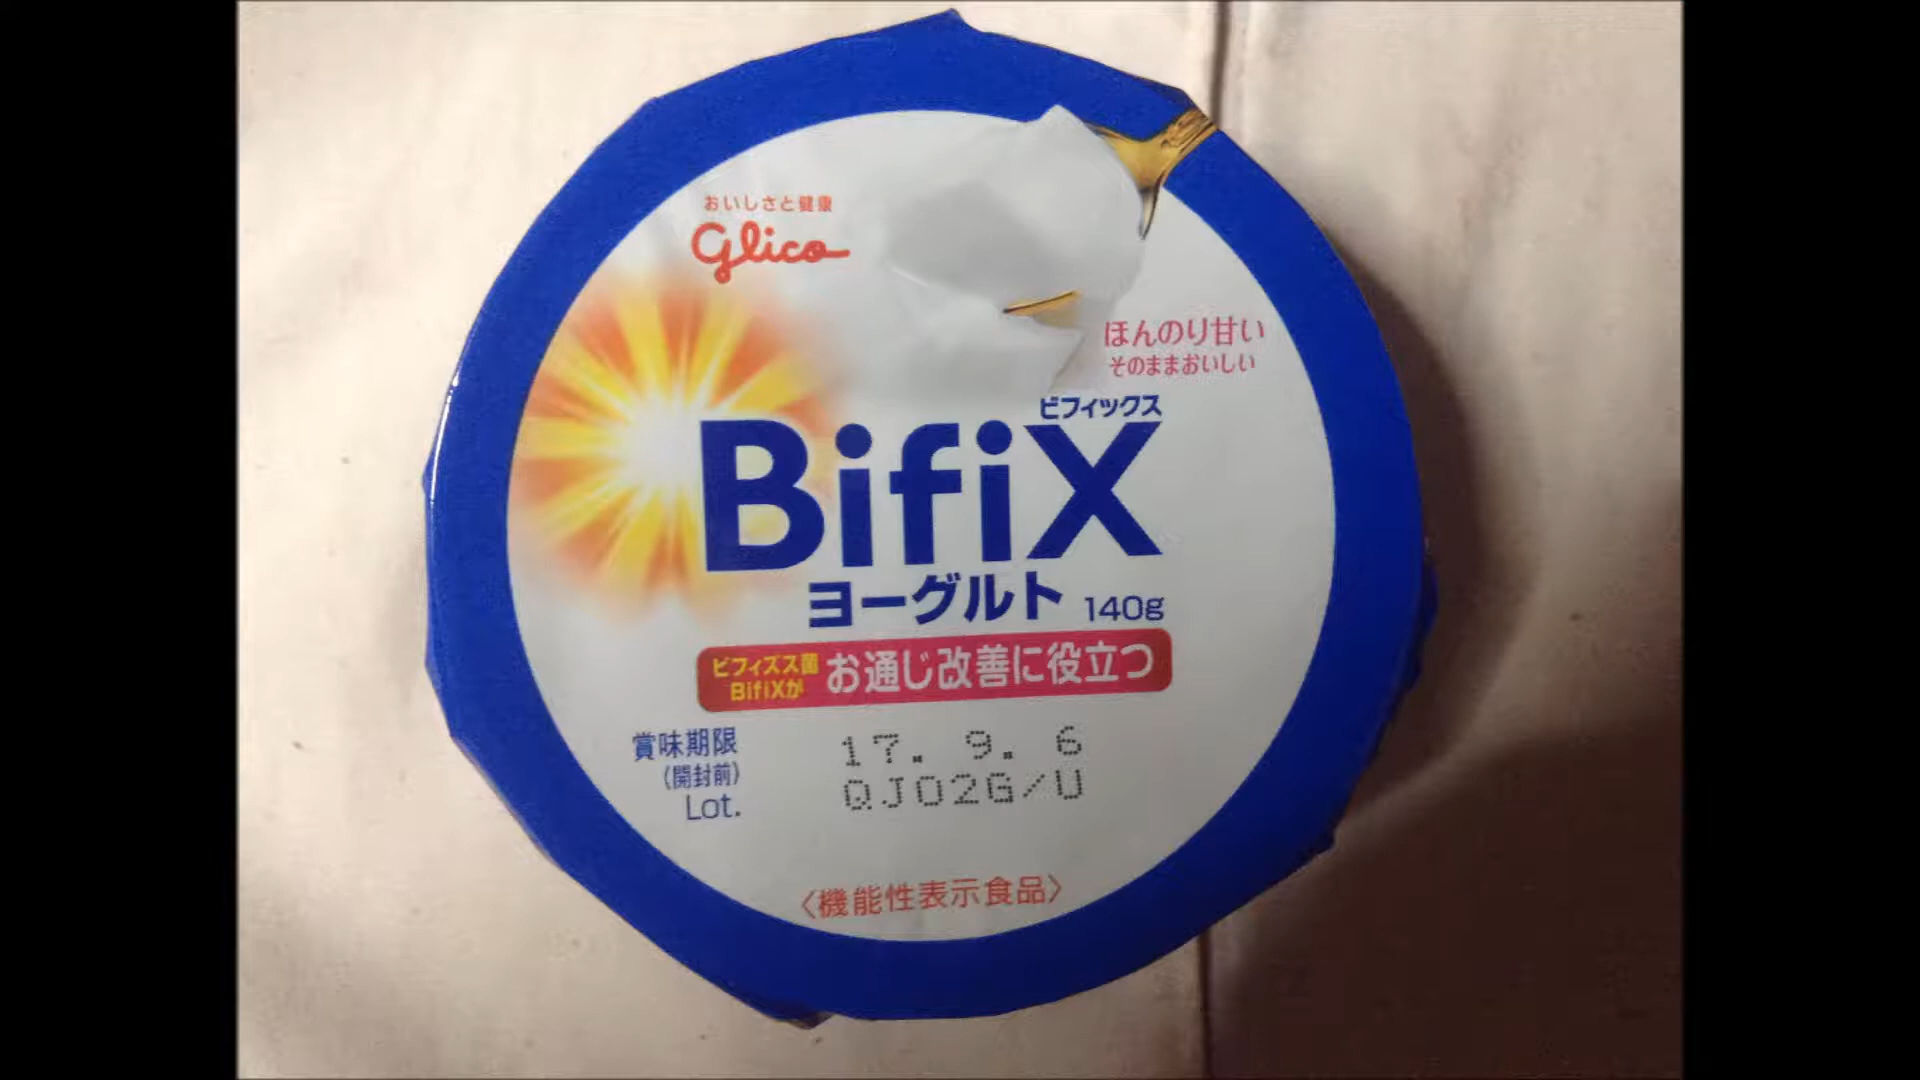 おいしさと健康
glico
ほんのり甘い
そのままおいしい
ビフィックス
BifiX
ヨーグルト 140g
ビフィズス菌
BifiXが
お通じ改善に役立つ
賞味期限
(開封前)
Lot.
17. 9. 6
QJ02G/U
〈機能性表示食品〉